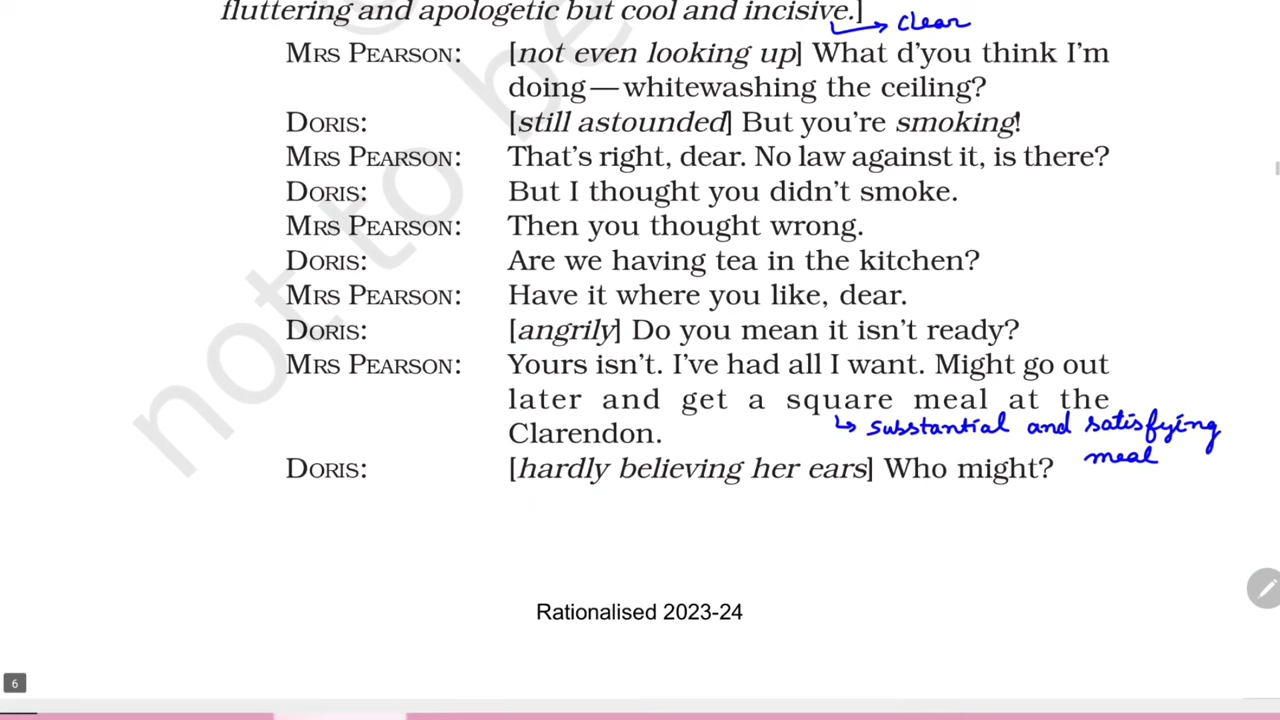 fluttering and apologetic but cool and incisive.]
clear
MRS PEARSON: [not even looking up] What d'you think I'm
doing—whitewashing the ceiling?
DORIS: [still astounded] But you're smoking!
MRS PEARSON: That's right, dear. No law against it, is there?
DORIS: But I thought you didn't smoke.
MRS PEARSON: Then you thought wrong.
DORIS: Are we having tea in the kitchen?
MRS PEARSON: Have it where you like, dear.
DORIS: [angrily] Do you mean it isn't ready?
MRS PEARSON: Yours isn't. I've had all I want. Might go out
later and get a square meal at the
substantial and satisfying
meal
Clarendon.
DORIS: [hardly believing her ears] Who might?
not to be
Rationalised 2023-24
6